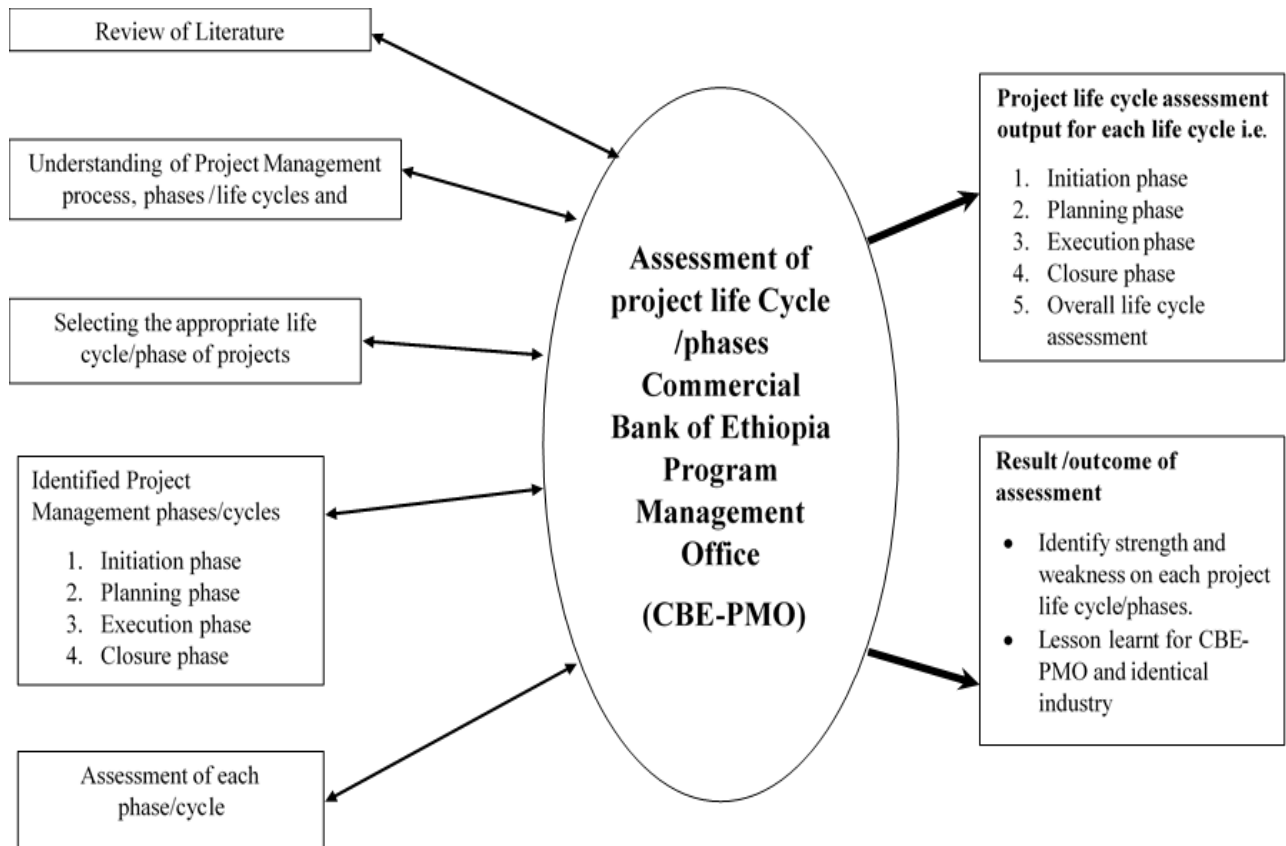 Review of Literature
Understanding of Project Management
process, phases /life cycles and
Selecting the appropriate life
cycle/phase of projects
Identified Project
Management phases/cycles
1. Initiation phase
2. Planning phase
3. Execution phase
4. Closure phase
Assessment of each
phase/cycle
Assessment of
project life Cycle
/phases
Commercial
Bank of Ethiopia
Program
Management
Office
(CBE-PMO)
Project life cycle assessment
output for each life cycle i.e.
1. Initiation phase
2. Planning phase
3. Execution phase
4. Closure phase
5. Overall life cycle
assessment
Result /outcome of
assessment
• Identify strength and
weakness on each project
life cycle/phases.
• Lesson learnt for CBE-
PMO and identical
industry